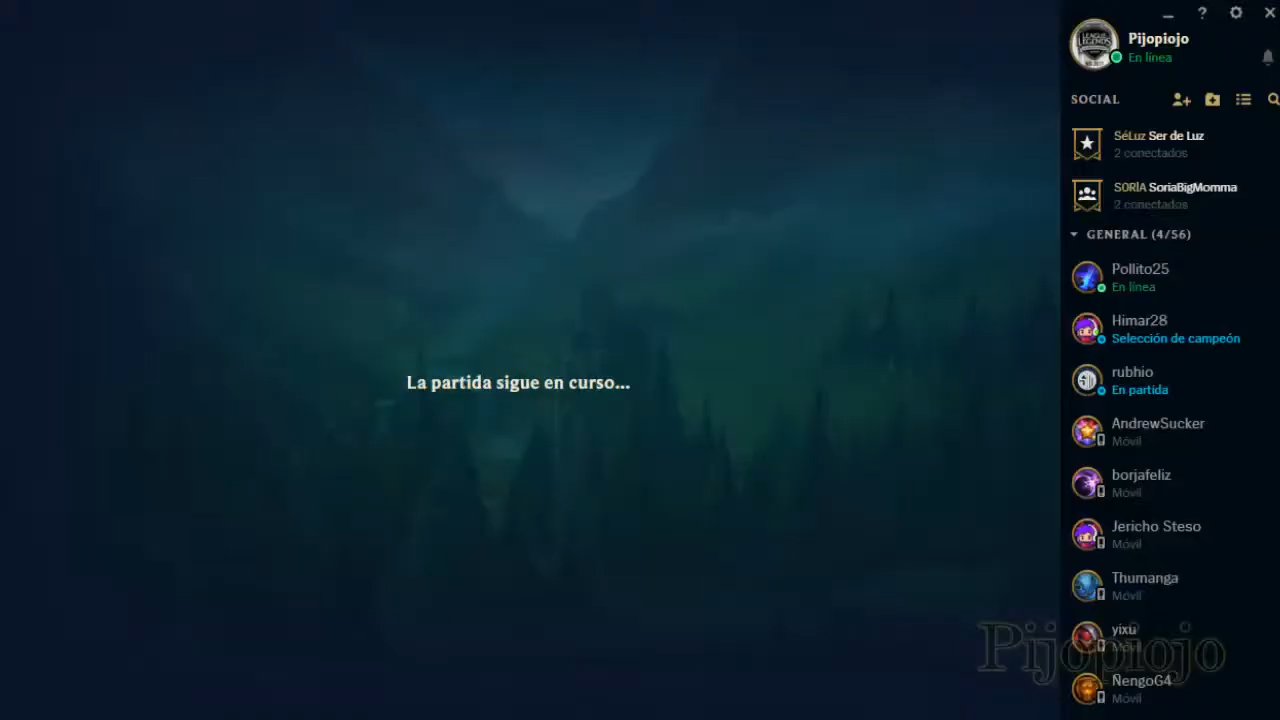 ?
Pijopiojo
En línea
SOCIAL
SéLuz Ser de Luz
2 conectados
SORIA SoriaBigMomma
2 conectados
GENERAL (4/56)
Pollito25
En línea
Himar28
Selección de campeón
rubhio
En partida
La partida sigue en curso...
AndrewSucker
Móvil
borjafeliz
Móvil
Jericho Steso
Móvil
Thumanga
Móvil
yixu
Móvil
Pijopiojo
ÑengoG4
Móvil